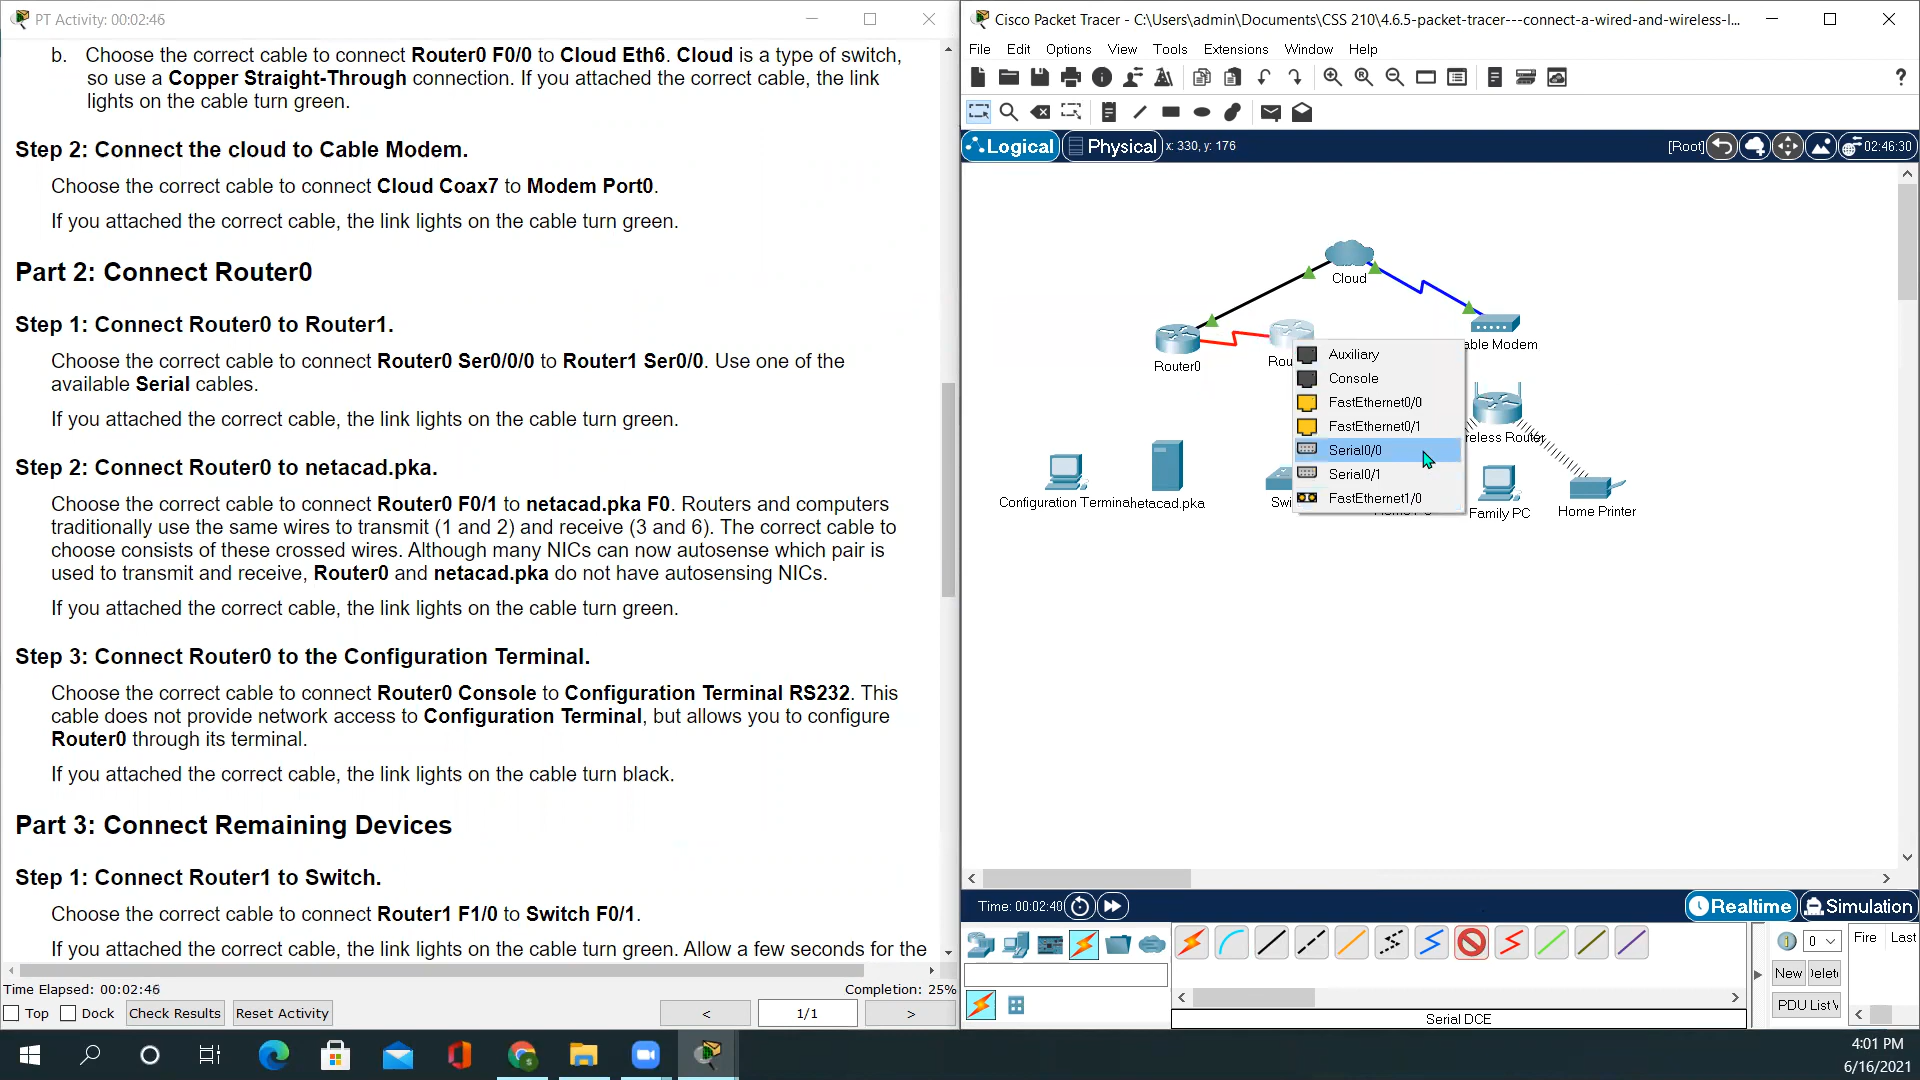 PT Activity: 00:02:46
b. Choose the correct cable to connect Router0 F0/0 to Cloud Eth6. Cloud is a type of switch,
so use a Copper Straight-Through connection. If you attached the correct cable, the link
lights on the cable turn green.
Step 2: Connect the cloud to Cable Modem.
Choose the correct cable to connect Cloud Coax7 to Modem Port0.
If you attached the correct cable, the link lights on the cable turn green.
Part 2: Connect Router0
Step 1: Connect Router0 to Router1.
Choose the correct cable to connect Router0 Ser0/0/0 to Router1 Ser0/0. Use one of the
available Serial cables.
If you attached the correct cable, the link lights on the cable turn green.
Step 2: Connect Router0 to netacad.pka.
Choose the correct cable to connect Router0 F0/1 to netacad.pka F0. Routers and computers
traditionally use the same wires to transmit (1 and 2) and receive (3 and 6). The correct cable to
choose consists of these crossed wires. Although many NICs can now autosense which pair is
used to transmit and receive, Router0 and netacad.pka do not have autosensing NICs.
If you attached the correct cable, the link lights on the cable turn green.
Step 3: Connect Router0 to the Configuration Terminal.
Choose the correct cable to connect Router0 Console to Configuration Terminal RS232. This
cable does not provide network access to Configuration Terminal, but allows you to configure
Router0 through its terminal.
If you attached the correct cable, the link lights on the cable turn black.
Part 3: Connect Remaining Devices
Step 1: Connect Router1 to Switch.
Choose the correct cable to connect Router1 F1/0 to Switch F0/1.
If you attached the correct cable, the link lights on the cable turn green. Allow a few seconds for the
Time Elapsed: 00:02:46
Completion: 25%
Top
Dock
Check Results
Reset Activity
<
1/1
>
Cisco Packet Tracer - C:\Users\admin\Documents\CSS 210\4.6.5-packet-tracer---connect-a-wired-and-wireless-l...
File Edit Options View Tools Extensions Window Help
?
Logical
Physical
x: 330, y: 176
[Root]
02:46:30
Cloud
Router0
Rou
able Modem
Auxiliary
Console
FastEthernet0/0
FastEthernet0/1
Serial0/0
Serial0/1
FastEthernet1/0
reless Router
Configuration Termina
netacad.pka
Swi
Family PC
Home Printer
Time: 00:02:40
Realtime
Simulation
0
Fire
Last
New
PDU List
Serial DCE
4:01 PM
6/16/2021